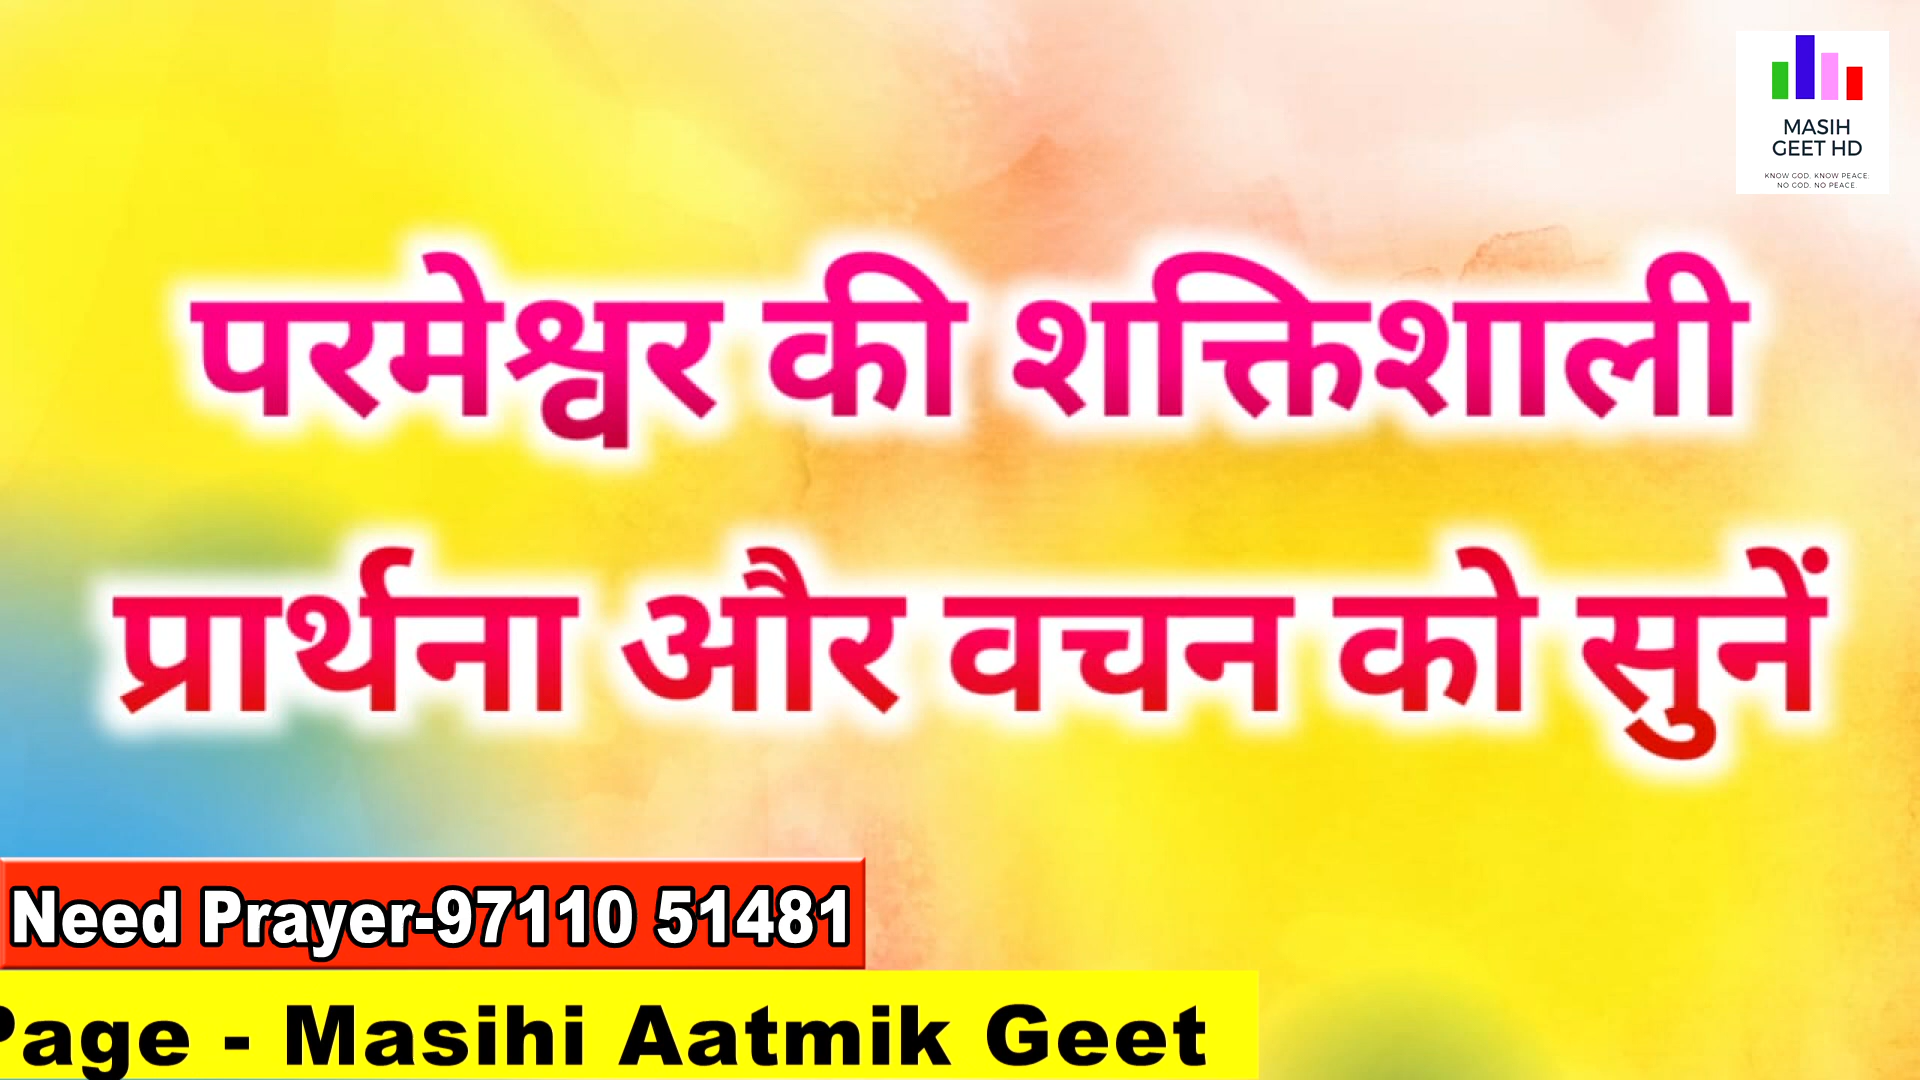 MASIH
GEET HD
KNOW GOD. KNOW PEACE;
NO GOD. NO PEACE.
परमेश्वर की शक्तिशाली
प्रार्थना और वचन को सुनें
Need Prayer-97110 51481
Page - Masihi Aatmik Geet